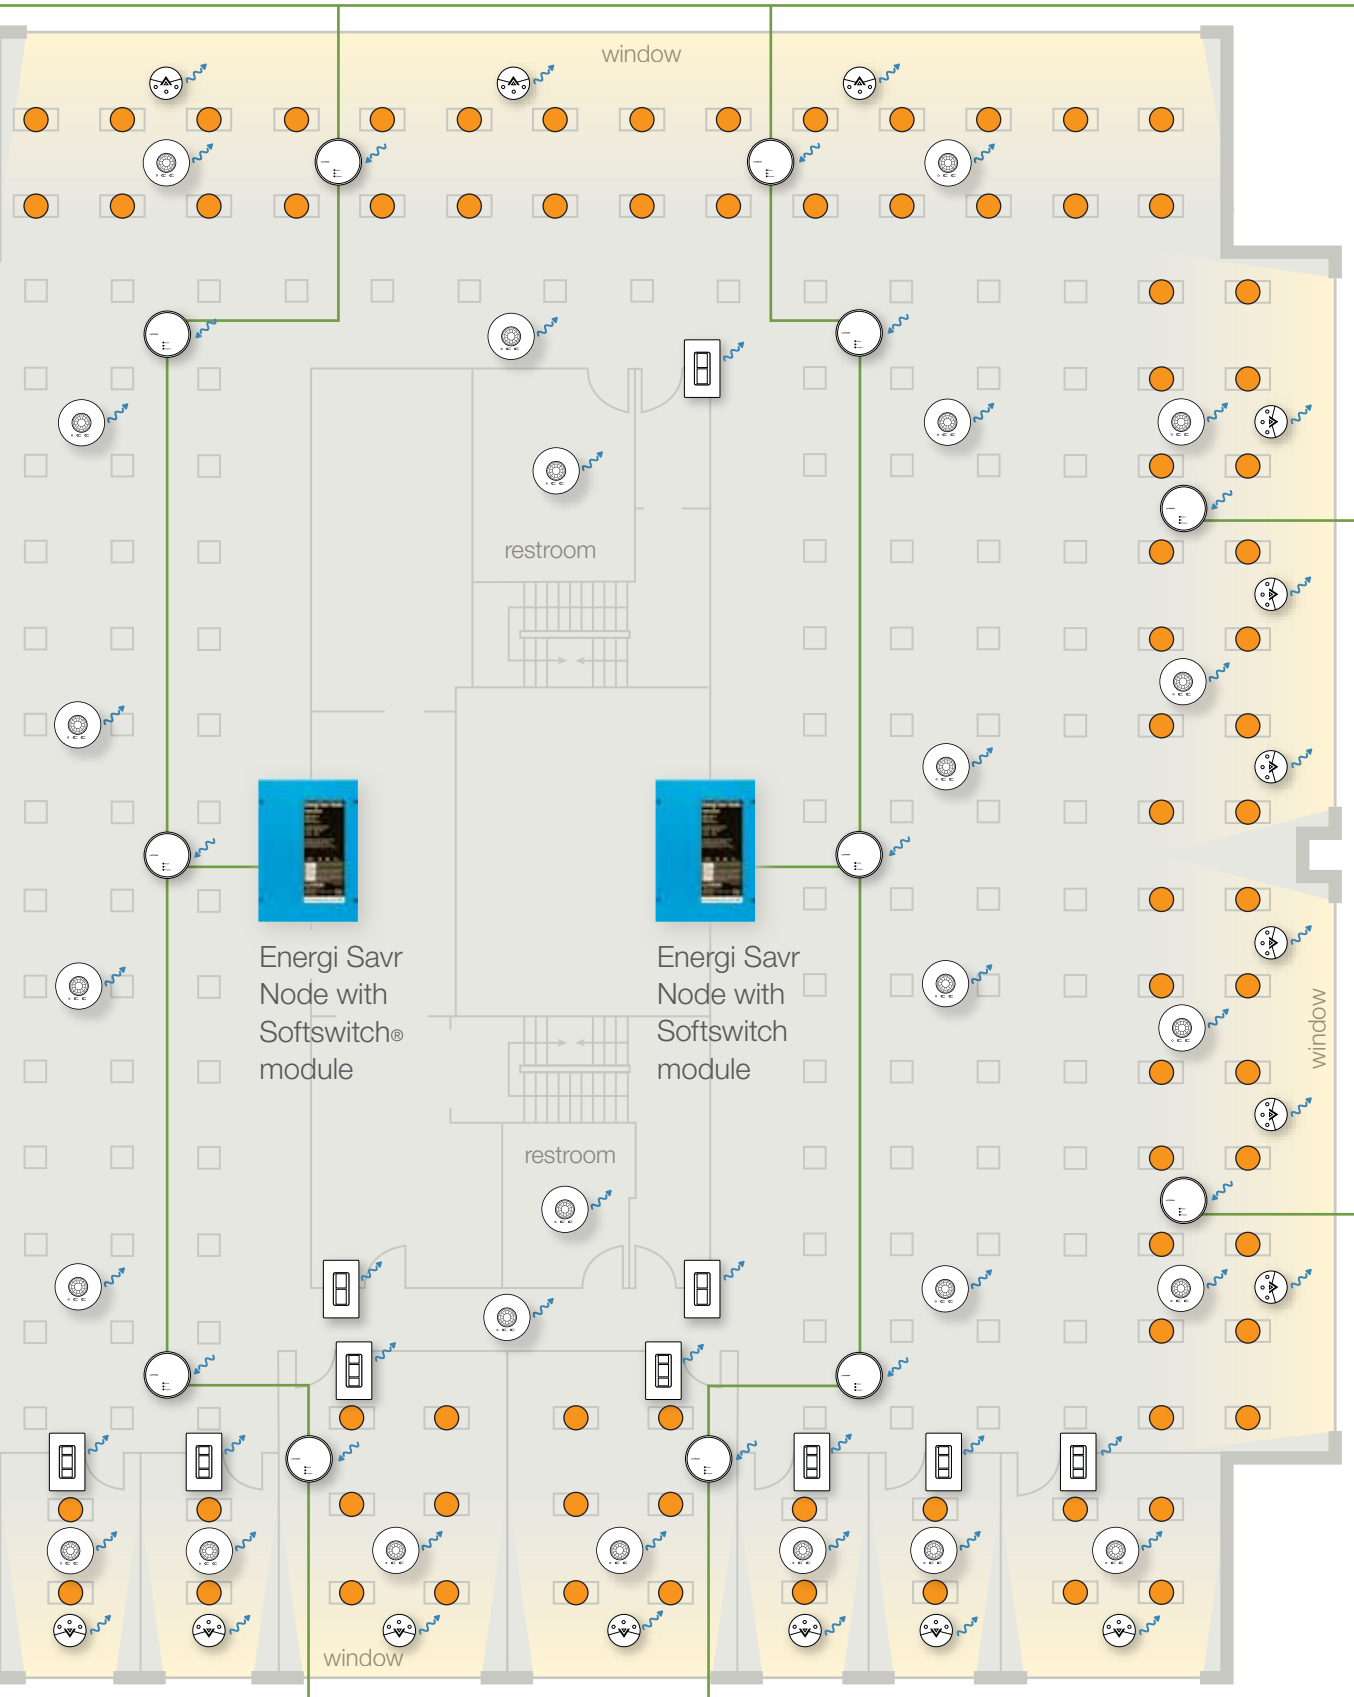 window
restroom
Energi Savr
Node with
Softswitch®
module
Energi Savr
Node with
Softswitch
module
window
restroom
window